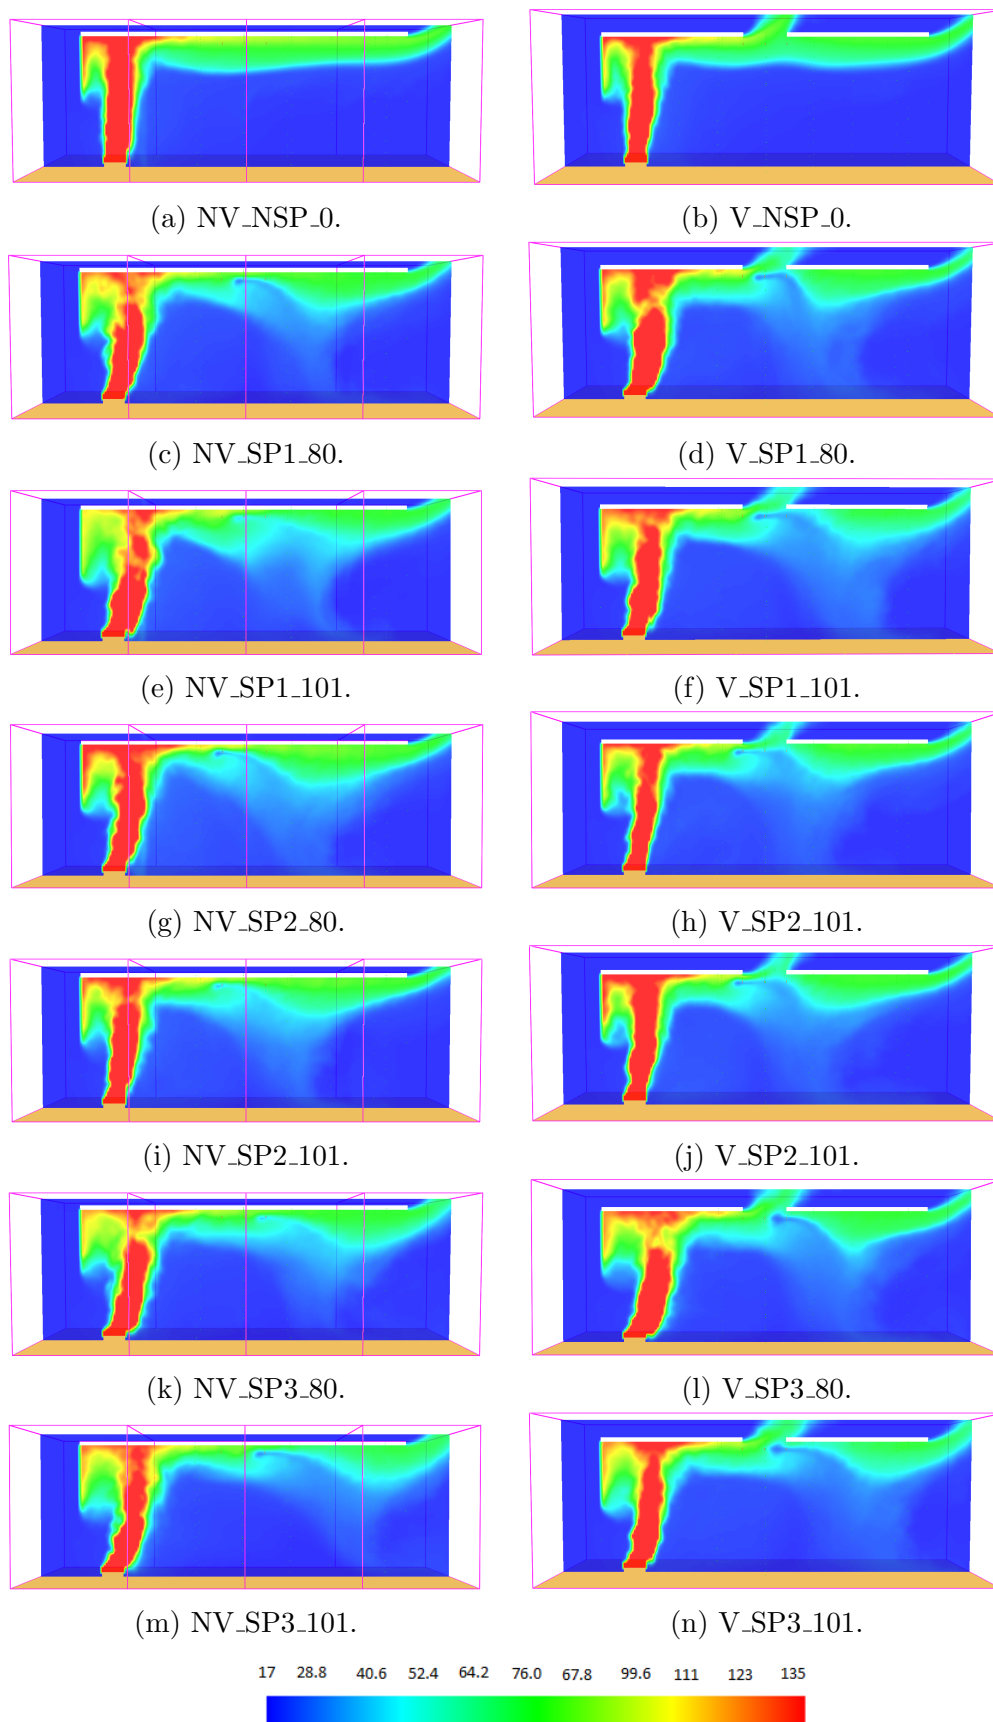 (a) NV_NSP_0. (b) V_NSP_0.
(c) NV_SP1_80. (d) V_SP1_80.
(e) NV_SP1_101. (f) V_SP1_101.
(g) NV_SP2_80. (h) V_SP2_101.
(i) NV_SP2_101. (j) V_SP2_101.
(k) NV_SP3_80. (l) V_SP3_80.
(m) NV_SP3_101. (n) V_SP3_101.
17 28.8 40.6 52.4 64.2 76.0 67.8 99.6 111 123 135